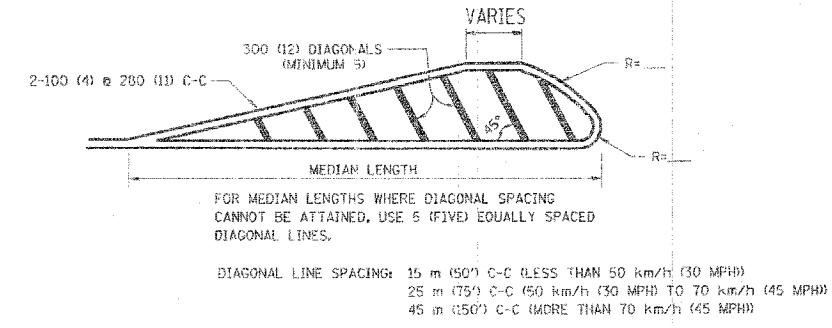 VARIES
300 (12) DIAGONALS
(MINIMUM 5)
2-100 (4) @ 280 (11) C-C
R=
45°
R=
MEDIAN LENGTH
FOR MEDIAN LENGTHS WHERE DIAGONAL SPACING
CANNOT BE ATTAINED, USE 5 (FIVE) EQUALLY SPACED
DIAGONAL LINES.
DIAGONAL LINE SPACING: 15 m (50') C-C (LESS THAN 50 km/h (30 MPH))
25 m (75') C-C (50 km/h (30 MPH) TO 70 km/h (45 MPH))
45 m (150') C-C (MORE THAN 70 km/h (45 MPH))